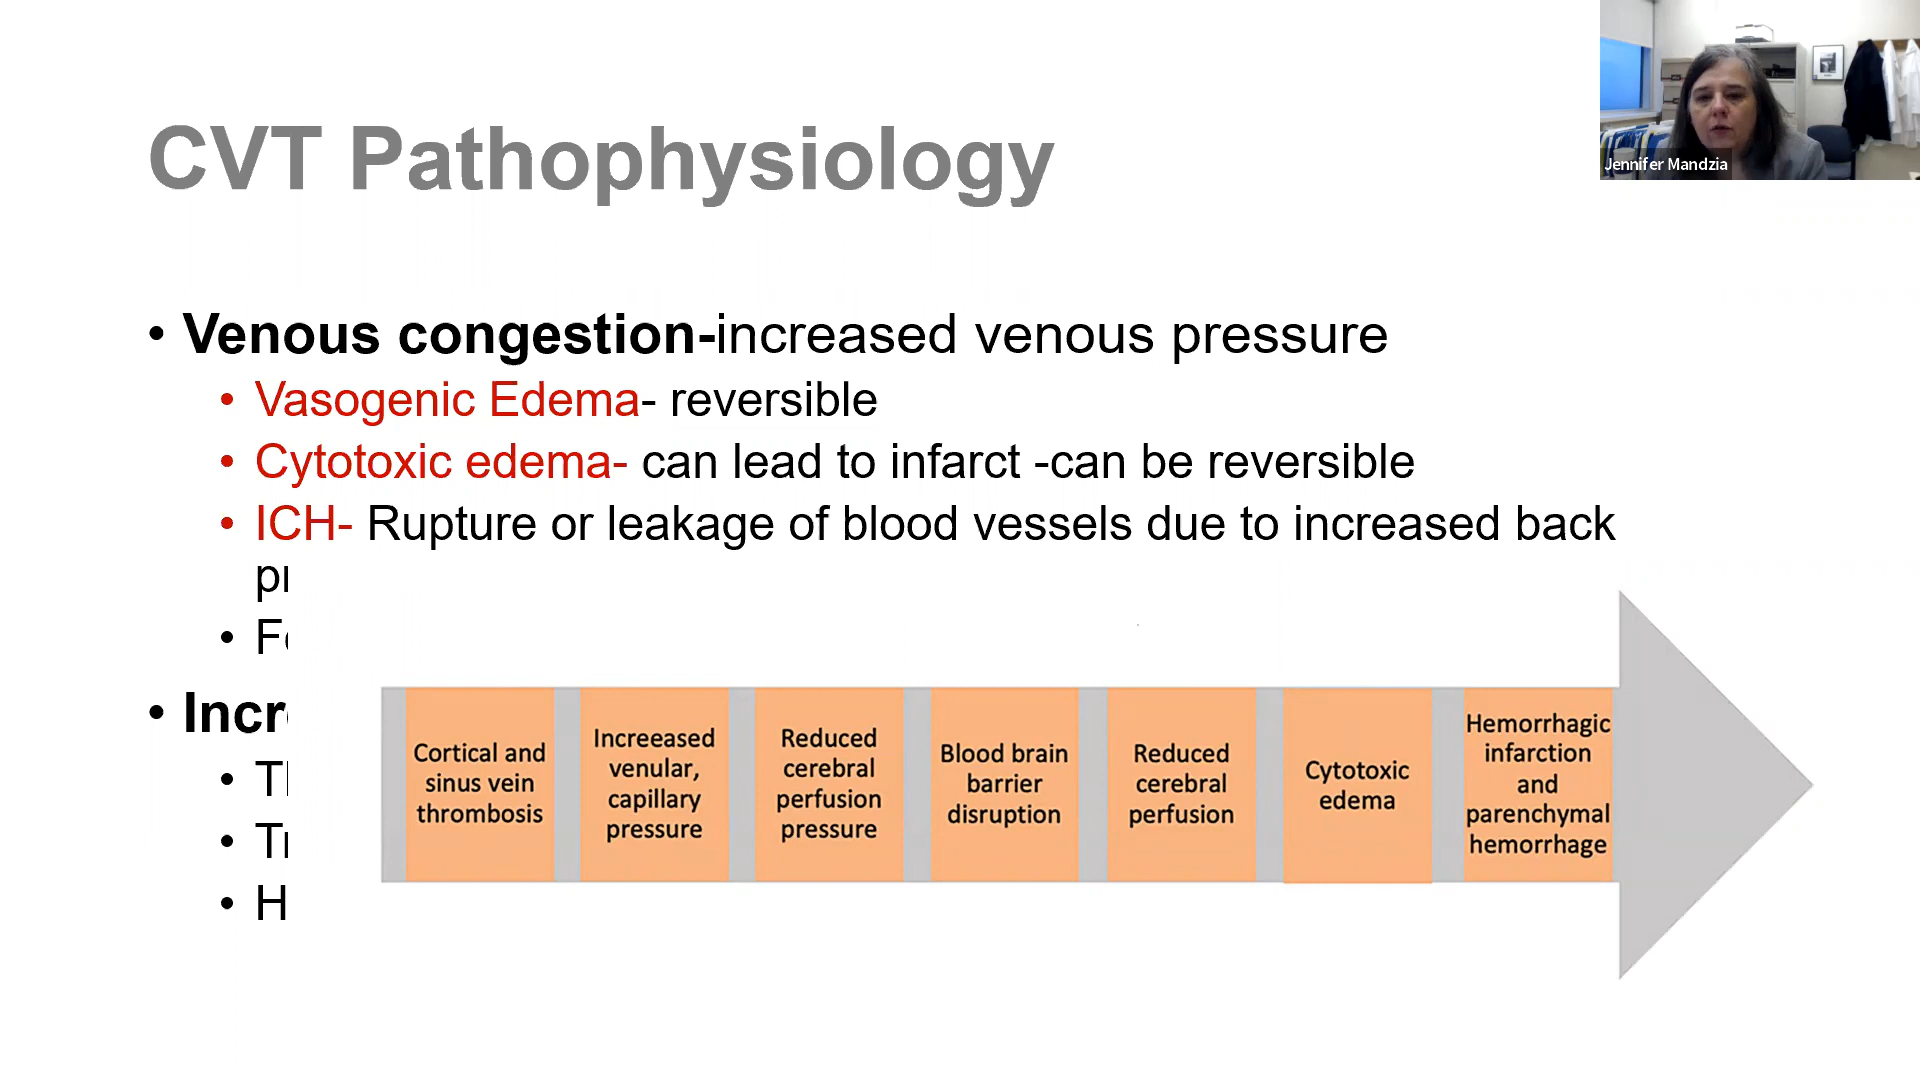 CVT Pathophysiology
Jennifer Mandzia
• Venous congestion-increased venous pressure
• Vasogenic Edema- reversible
• Cytotoxic edema- can lead to infarct -can be reversible
• ICH- Rupture or leakage of blood vessels due to increased back
Cortical and
sinus vein
thrombosis
Increeased
venular,
capillary
pressure
Reduced
cerebral
perfusion
pressure
Blood brain
barrier
disruption
Reduced
cerebral
perfusion
Cytotoxic
edema
Hemorrhagic
infarction
and
parenchymal
hemorrhage